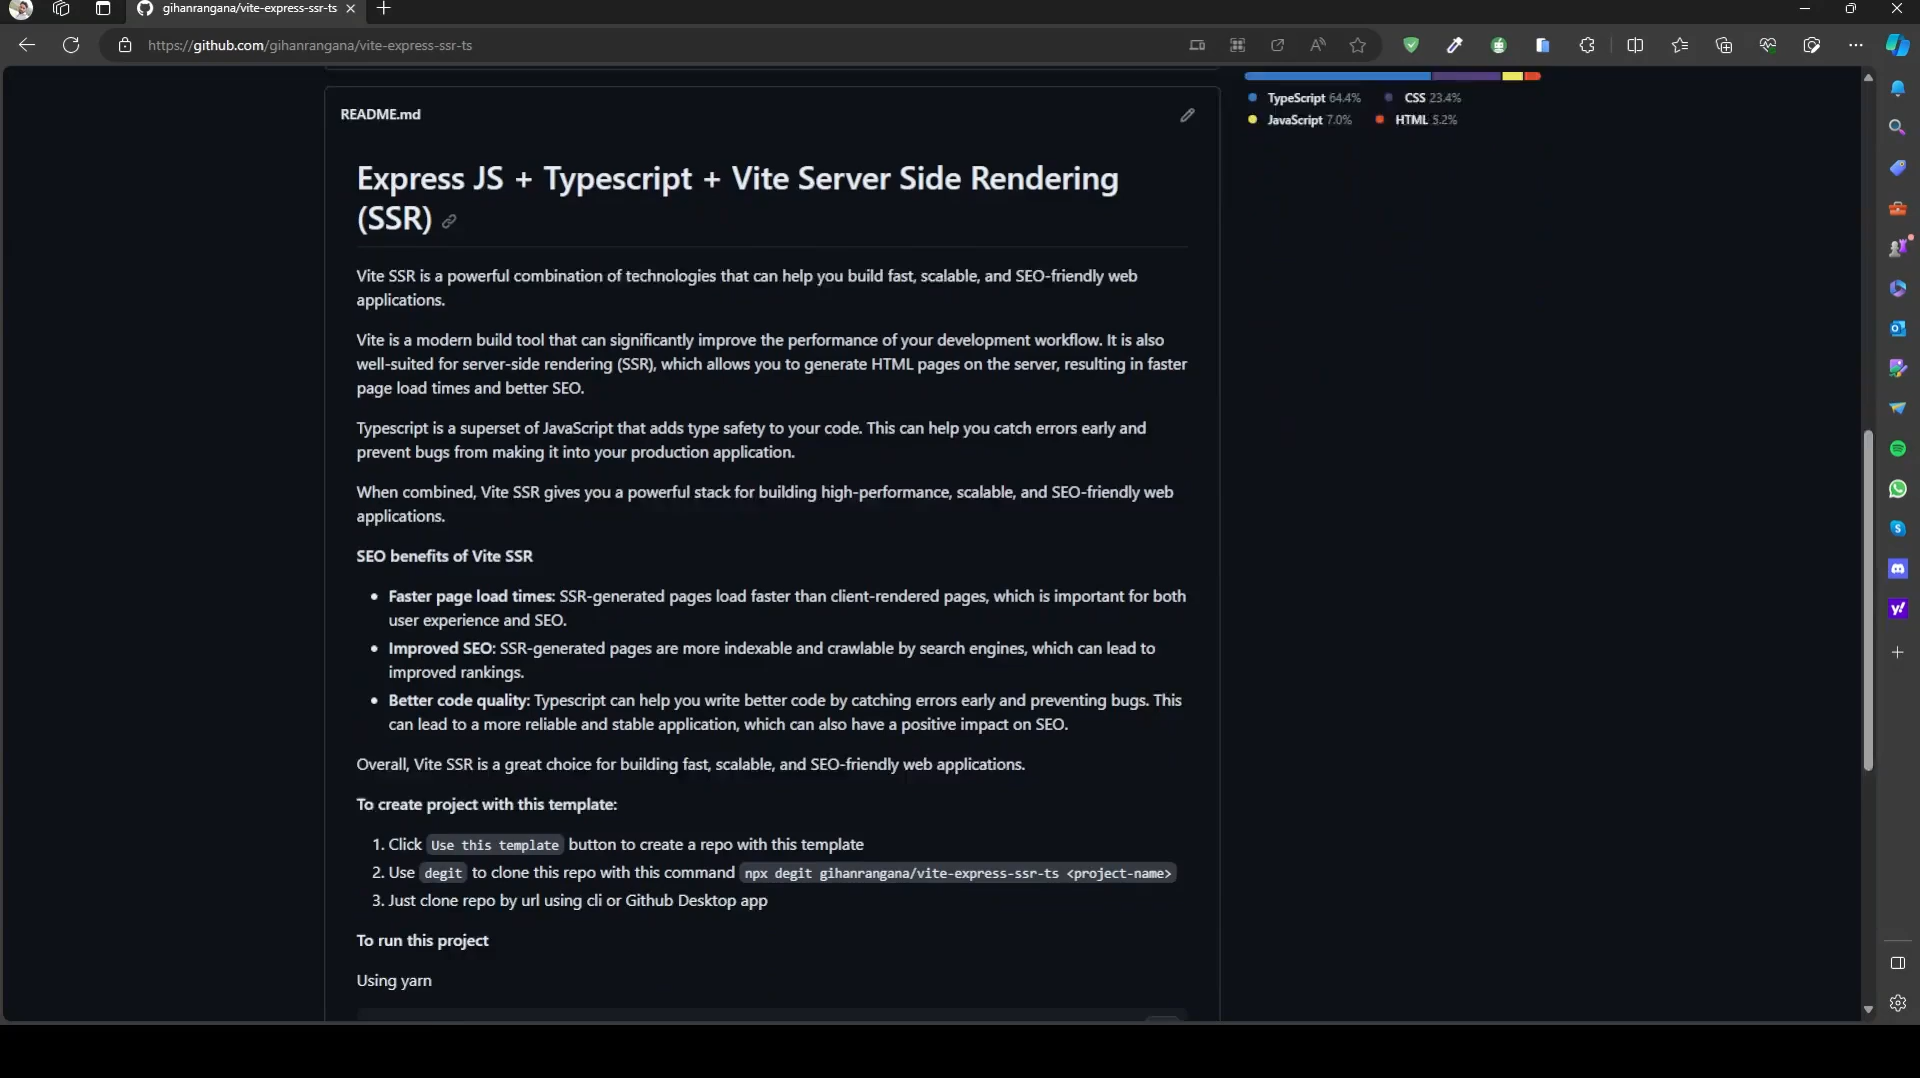 gihanrangana/vite-express-ssr-ts
https://github.com/gihanrangana/vite-express-ssr-ts
TypeScript 64.4% CSS 23.4%
JavaScript 7.0% HTML 5.2%
README.md
Express JS + Typescript + Vite Server Side Rendering
(SSR)
Vite SSR is a powerful combination of technologies that can help you build fast, scalable, and SEO-friendly web
applications.
Vite is a modern build tool that can significantly improve the performance of your development workflow. It is also
well-suited for server-side rendering (SSR), which allows you to generate HTML pages on the server, resulting in faster
page load times and better SEO.
Typescript is a superset of JavaScript that adds type safety to your code. This can help you catch errors early and
prevent bugs from making it into your production application.
When combined, Vite SSR gives you a powerful stack for building high-performance, scalable, and SEO-friendly web
applications.
SEO benefits of Vite SSR
• Faster page load times: SSR-generated pages load faster than client-rendered pages, which is important for both
user experience and SEO.
• Improved SEO: SSR-generated pages are more indexable and crawlable by search engines, which can lead to
improved rankings.
• Better code quality: Typescript can help you write better code by catching errors early and preventing bugs. This
can lead to a more reliable and stable application, which can also have a positive impact on SEO.
Overall, Vite SSR is a great choice for building fast, scalable, and SEO-friendly web applications.
To create project with this template:
1. Click Use this template button to create a repo with this template
2. Use degit to clone this repo with this command npx degit gihanrangana/vite-express-ssr-ts <project-name>
3. Just clone repo by url using cli or Github Desktop app
To run this project
Using yarn